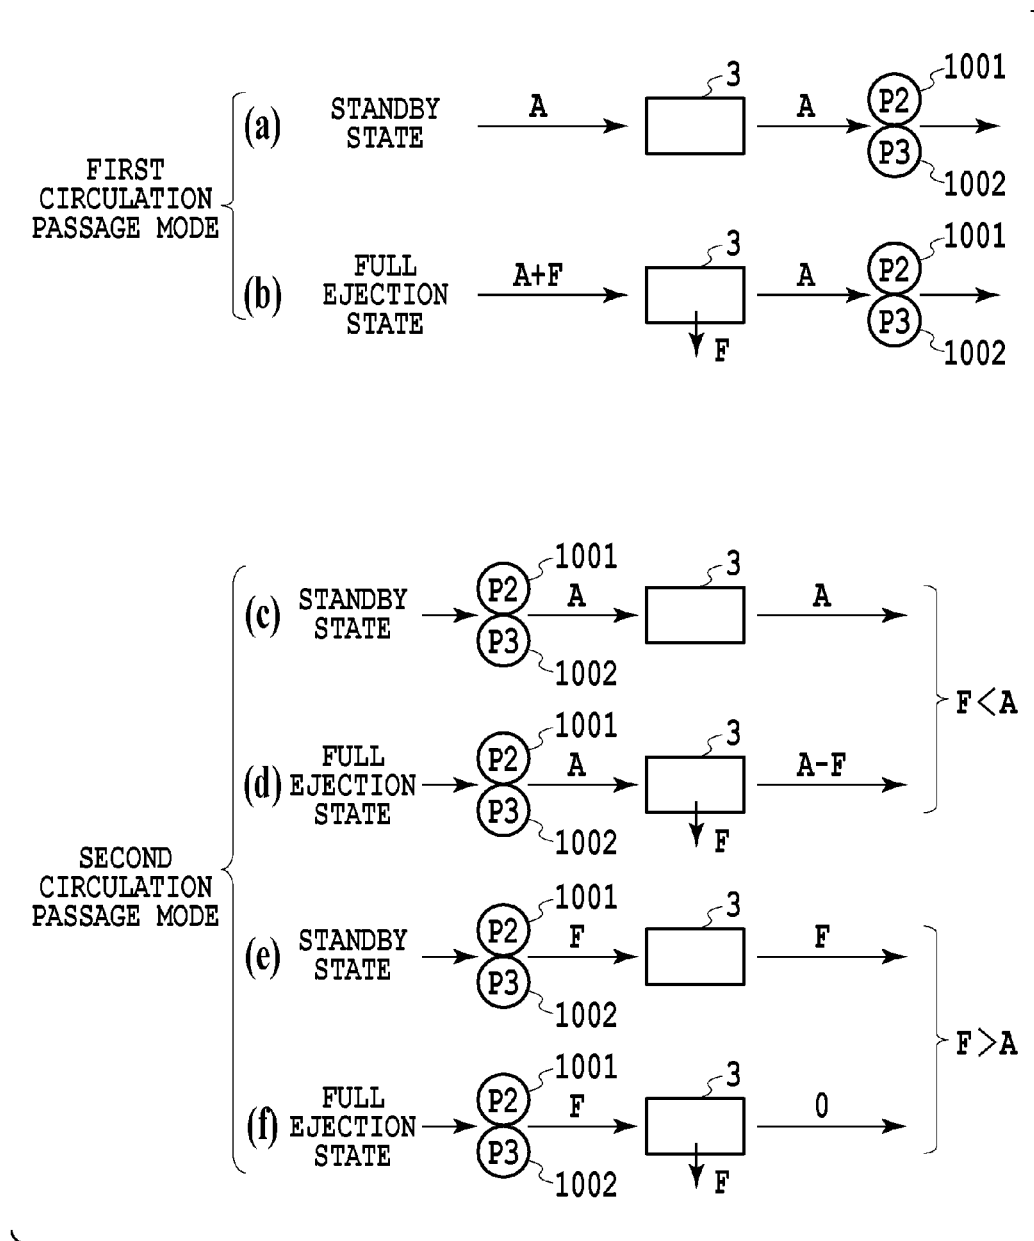 FIRST
CIRCULATION
PASSAGE MODE
(a)
STANDBY
STATE
A
3
A
P2
P3
1001
1002
(b)
FULL
EJECTION
STATE
A+F
3
F
A
P2
P3
1001
1002
SECOND
CIRCULATION
PASSAGE MODE
(c)
STANDBY
STATE
P2
P3
1001
1002
A
3
A
(d)
FULL
EJECTION
STATE
P2
P3
1001
1002
A
3
F
A-F
F<A
(e)
STANDBY
STATE
P2
P3
1001
1002
F
3
F
(f)
FULL
EJECTION
STATE
P2
P3
1001
1002
F
3
F
0
F>A